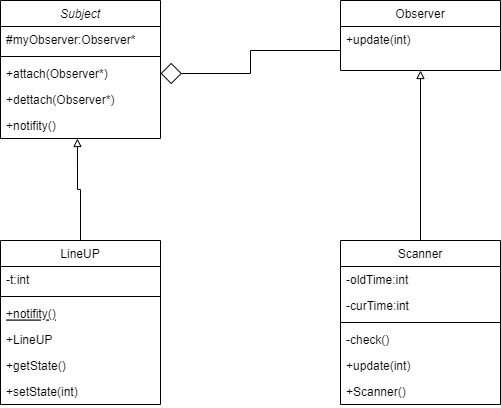 Subject
#myObserver:Observer*
+attach(Observer*)
+dettach(Observer*)
+notifity()
Observer
+update(int)
LineUP
-t:int
+notifity()
+LineUP
+getState()
+setState(int)
Scanner
-oldTime:int
-curTime:int
-check()
+update(int)
+Scanner()